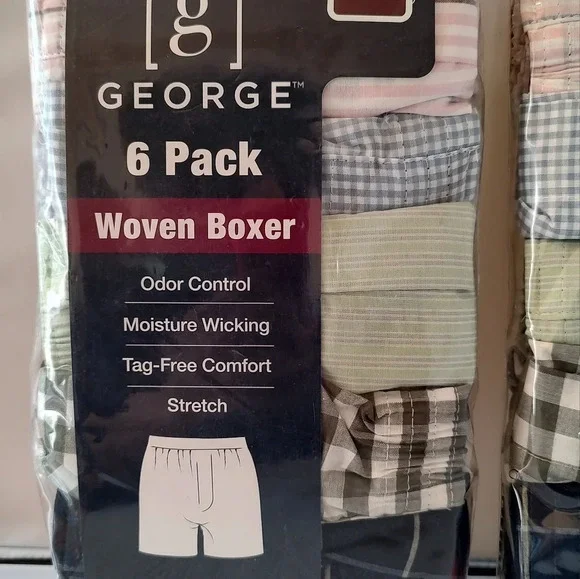 [g]
GEORGE™
6 Pack
Woven Boxer
Odor Control
Moisture Wicking
Tag-Free Comfort
Stretch